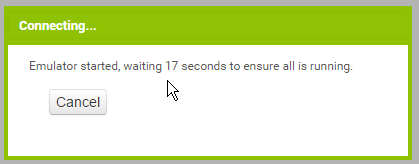 Connecting...
Emulator started, waiting 17 seconds to ensure all is running.
Cancel